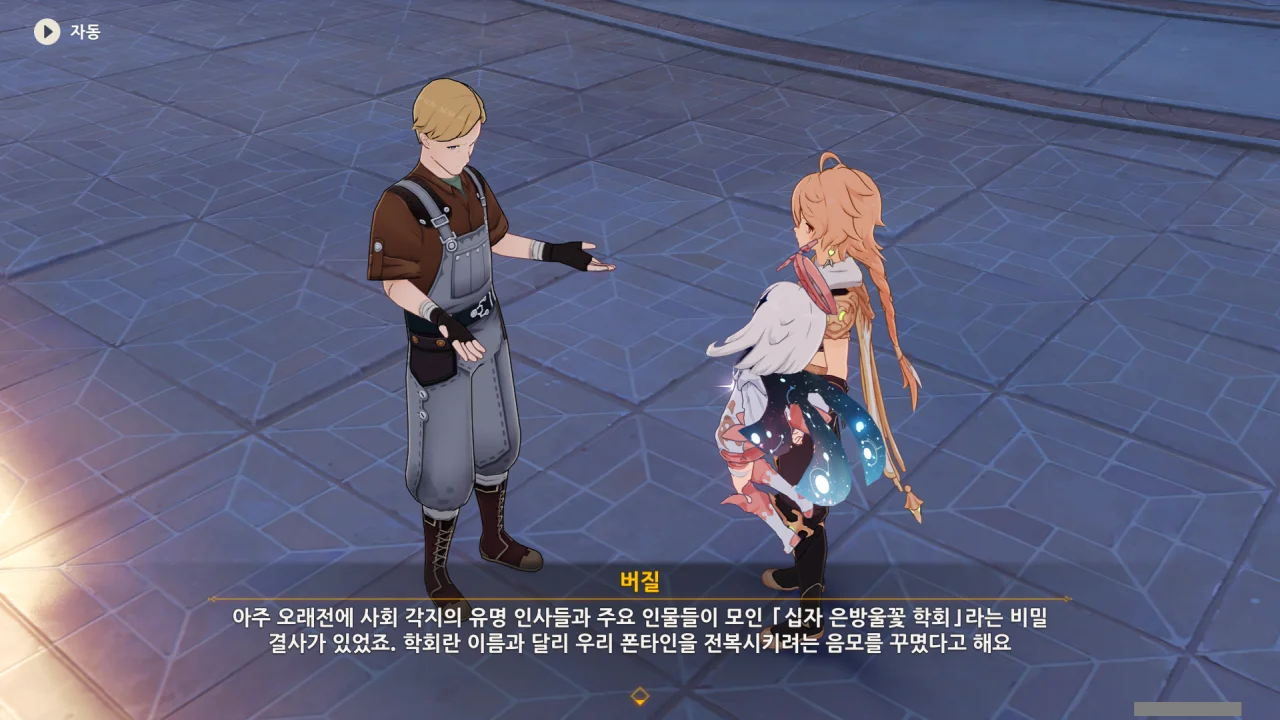 자동
버질
아주 오래전에 사회 각지의 유명 인사들과 주요 인물들이 모인 「십자 은방울꽃 학회」라는 비밀
결사가 있었죠. 학회란 이름과 달리 우리 폰타인을 전복시키려는 음모를 꾸몄다고 해요